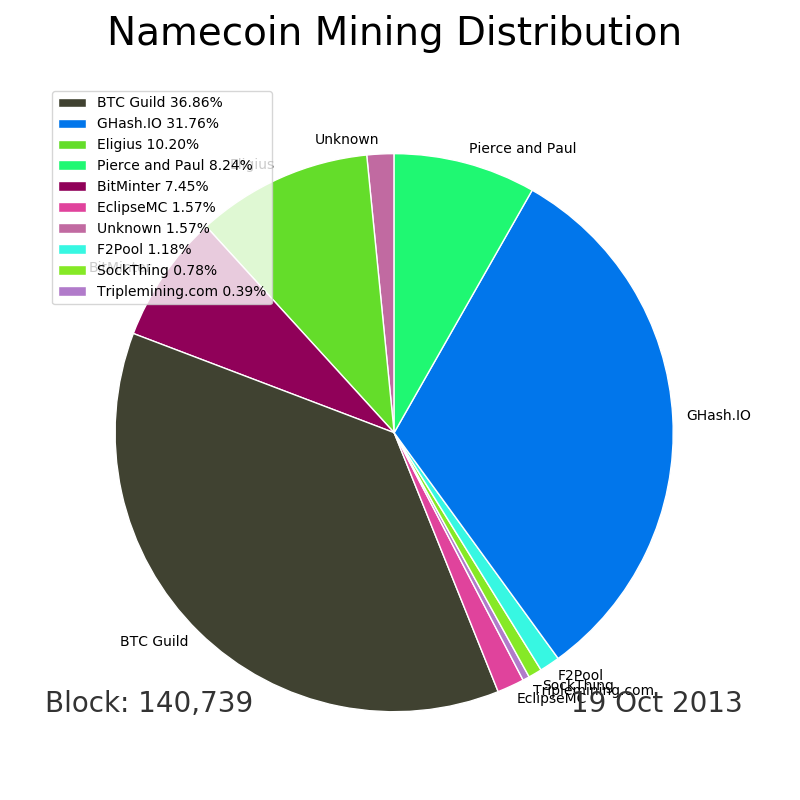 Namecoin Mining Distribution
BTC Guild 36.86%
GHash.IO 31.76%
Eligius 10.20%
Pierce and Paul 8.24%
BitMinter 7.45%
EclipseMC 1.57%
Unknown 1.57%
F2Pool 1.18%
SockThing 0.78%
Triplemining.com 0.39%
Unknown
Pierce and Paul
Eligius
BitMinter
GHash.IO
BTC Guild
F2Pool
SockThing
Triplemining.com
EclipseMC
Block: 140,739
19 Oct 2013